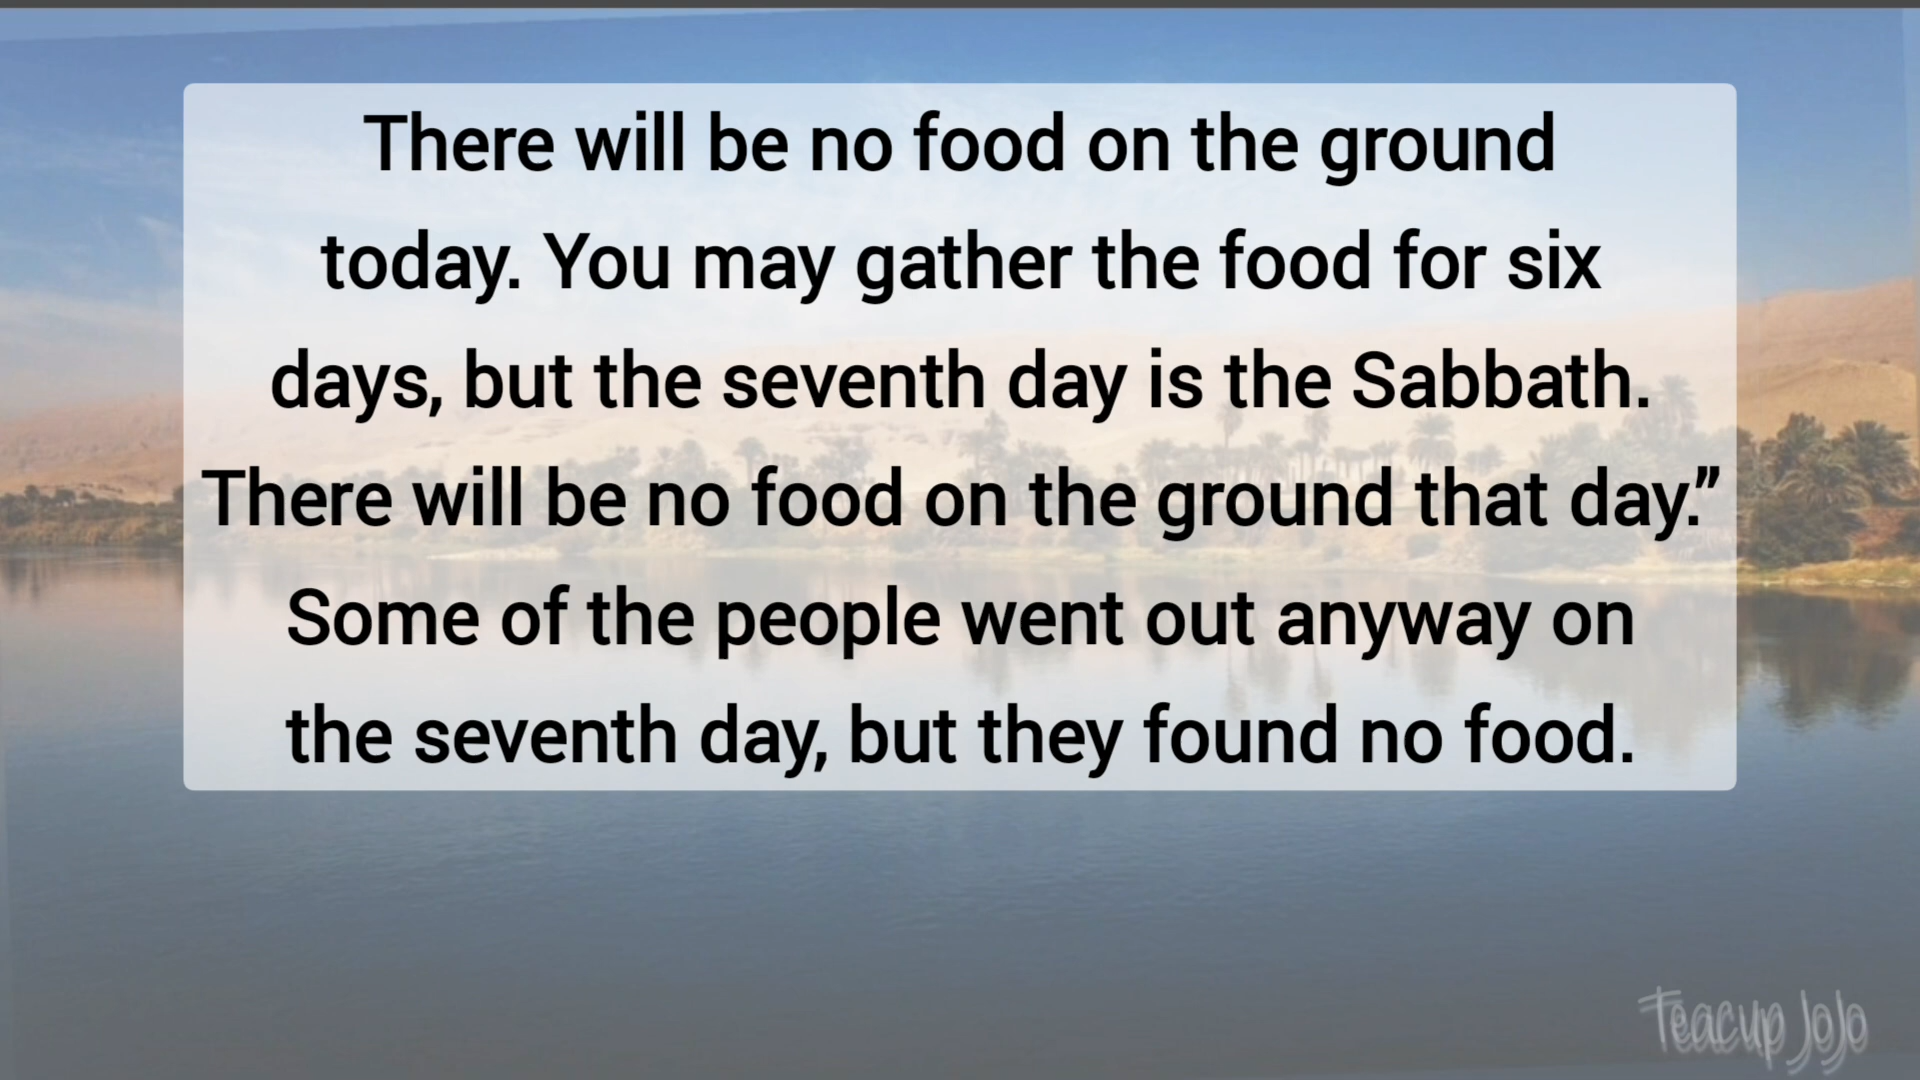 There will be no food on the ground
today. You may gather the food for six
days, but the seventh day is the Sabbath.
There will be no food on the ground that day.”
Some of the people went out anyway on
the seventh day, but they found no food.
Teacup JoJo